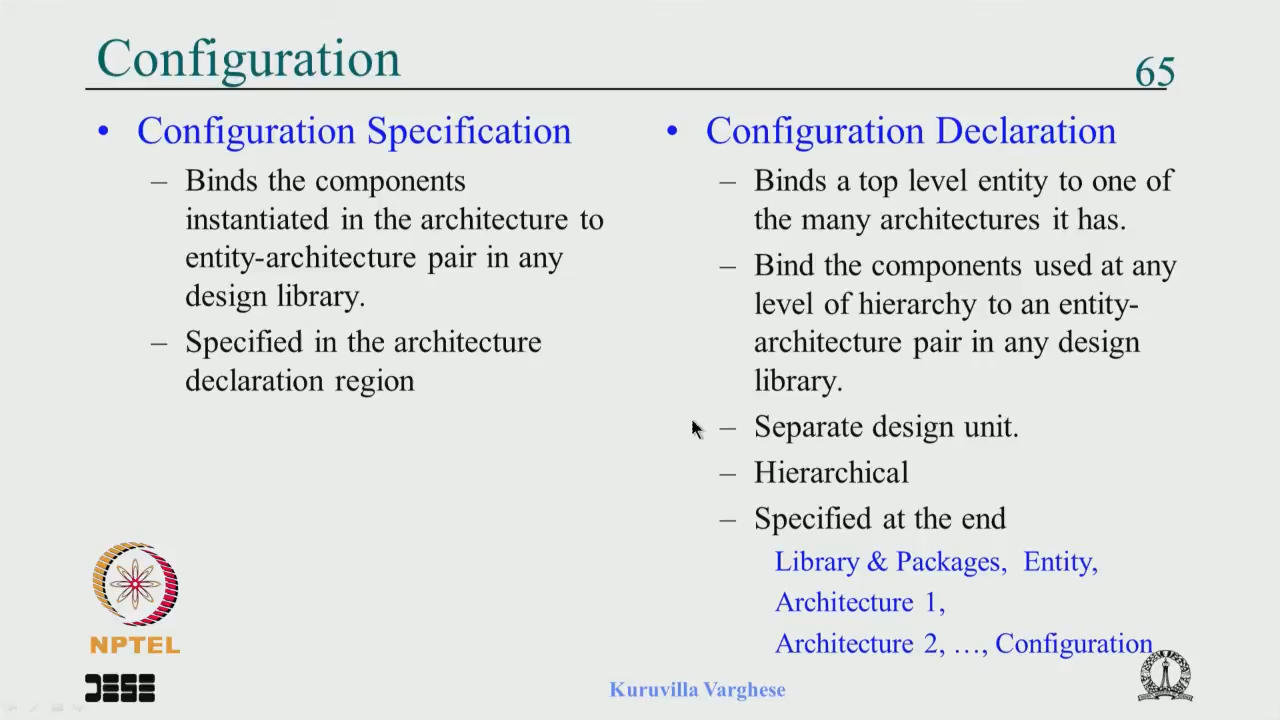 Configuration
65
• Configuration Specification
– Binds the components
instantiated in the architecture to
entity-architecture pair in any
design library.
– Specified in the architecture
declaration region
• Configuration Declaration
– Binds a top level entity to one of
the many architectures it has.
– Bind the components used at any
level of hierarchy to an entity-
architecture pair in any design
library.
– Separate design unit.
– Hierarchical
– Specified at the end
Library & Packages, Entity,
Architecture 1,
Architecture 2, …, Configuration
NPTEL
DESE
Kuruvilla Varghese